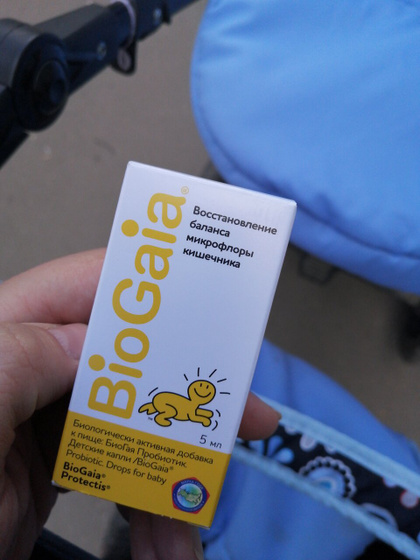 BioGaia®
Восстановление
баланса
микрофлоры
кишечника
5 мл
Биологически активная добавка
к пище: БиоГая Пробиотик.
Детские капли /BioGaia®
Probiotic. Drops for baby
BioGaia®
Protectis®